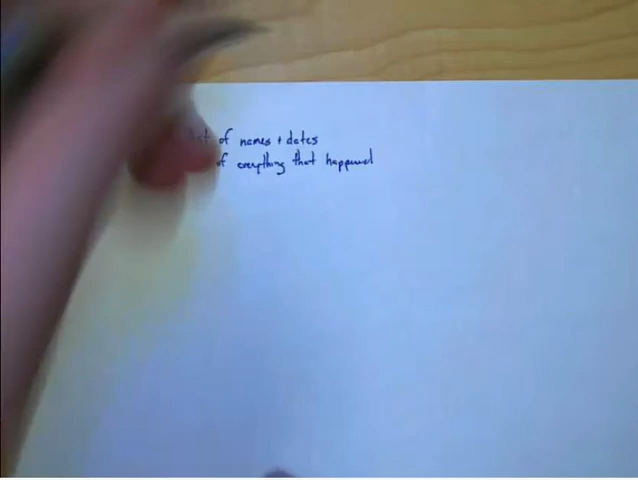 of names + dates
of everything that happened